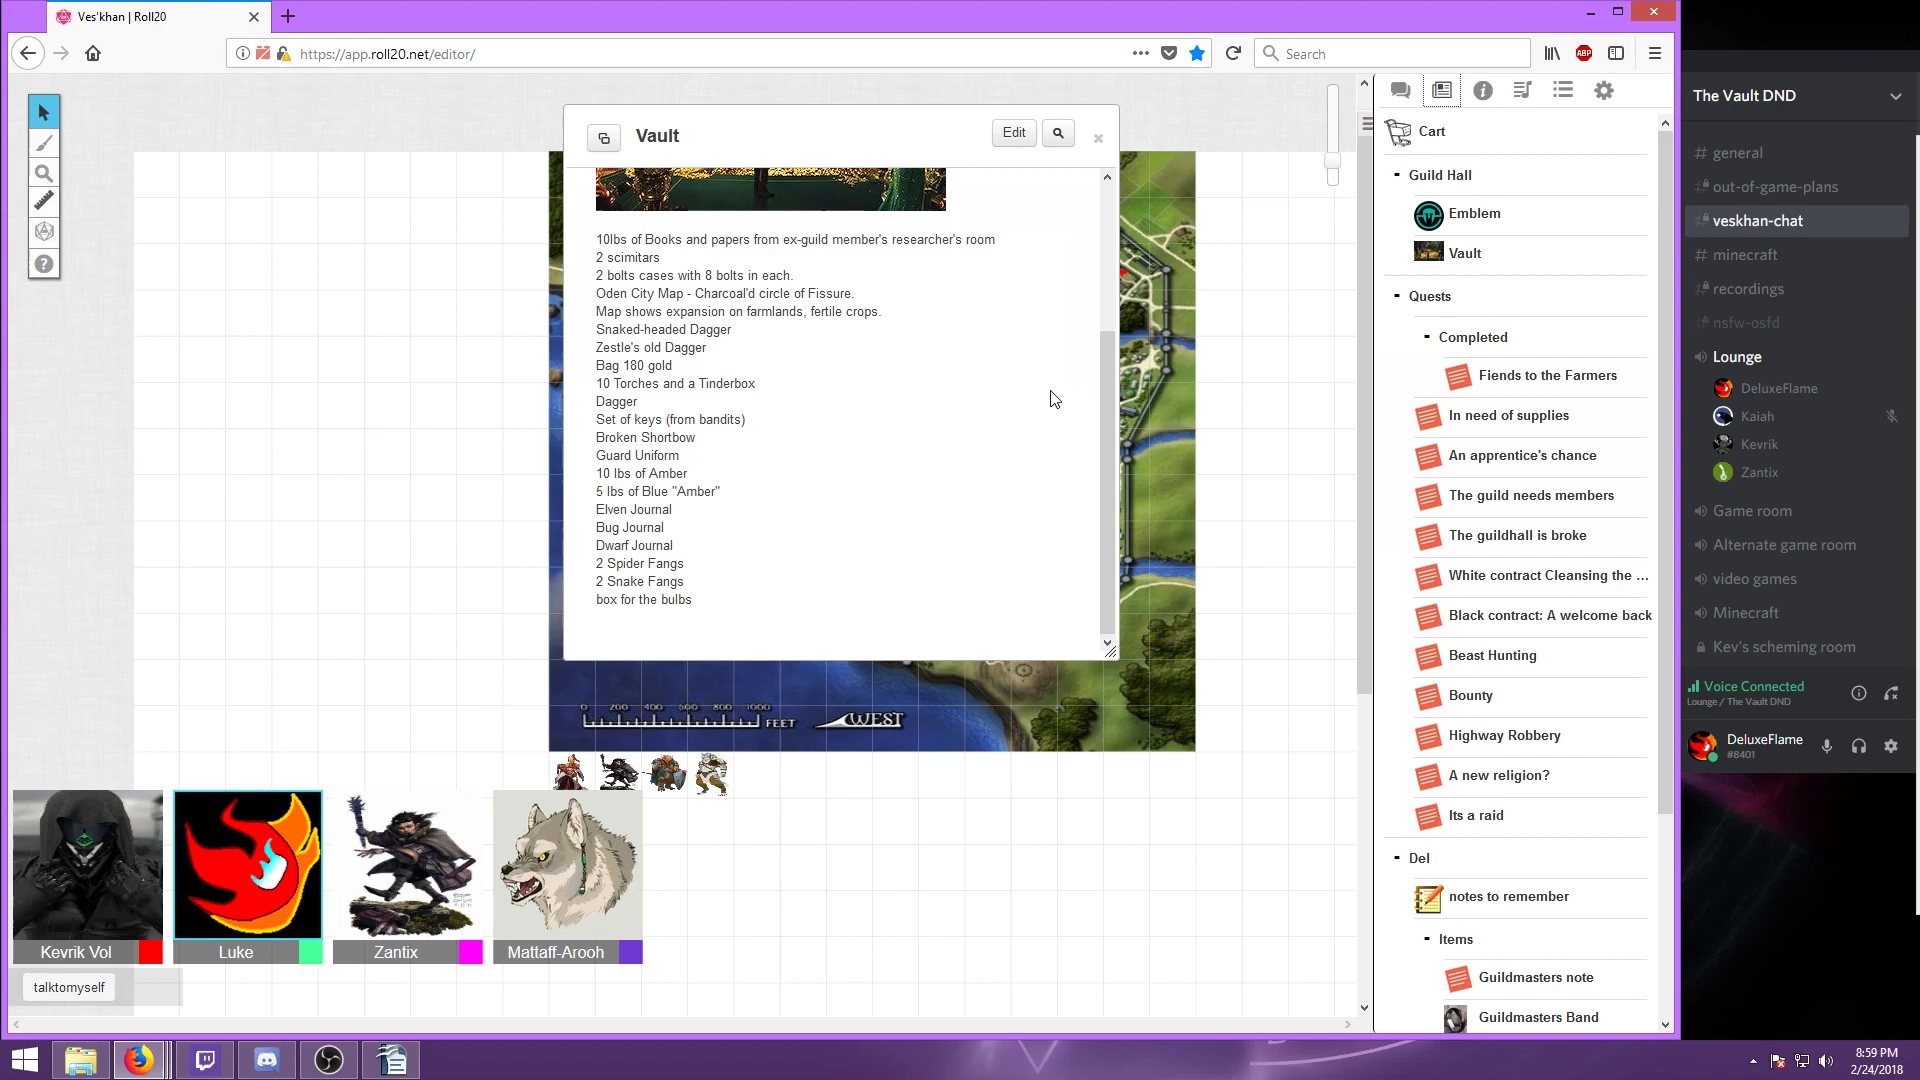 Ves'khan | Roll20
https://app.roll20.net/editor/
Search
ABP
Vault
Edit
10lbs of Books and papers from ex-guild member's researcher's room
2 scimitars
2 bolts cases with 8 bolts in each.
Oden City Map - Charcoal'd circle of Fissure.
Map shows expansion on farmlands, fertile crops.
Snaked-headed Dagger
Zestle's old Dagger
Bag 180 gold
10 Torches and a Tinderbox
Dagger
Set of keys (from bandits)
Broken Shortbow
Guard Uniform
10 lbs of Amber
5 lbs of Blue "Amber"
Elven Journal
Bug Journal
Dwarf Journal
2 Spider Fangs
2 Snake Fangs
box for the bulbs
0 200 400 600 800 1000 FEET
WEST
Kevrik Vol
Luke
Zantix
Mattaff-Arooh
talktomyself
Cart
Guild Hall
Emblem
Vault
Quests
Completed
Fiends to the Farmers
In need of supplies
An apprentice's chance
The guild needs members
The guildhall is broke
White contract Cleansing the ...
Black contract: A welcome back
Beast Hunting
Bounty
Highway Robbery
A new religion?
Its a raid
Del
notes to remember
Items
Guildmasters note
Guildmasters Band
The Vault DND
# general
# out-of-game-plans
# veskhan-chat
# minecraft
# recordings
# nsfw-osfd
Lounge
DeluxeFlame
Kaiah
Kevrik
Zantix
Game room
Alternate game room
video games
Minecraft
Kev's scheming room
Voice Connected
Lounge / The Vault DND
DeluxeFlame
#8401
8:59 PM
2/24/2018